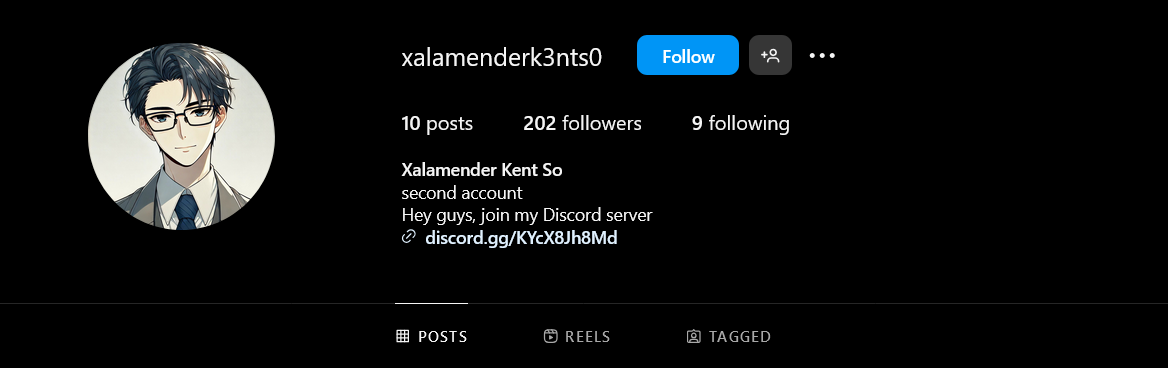 xalamenderk3nts0 Follow
10 posts 202 followers 9 following
Xalamender Kent So
second account
Hey guys, join my Discord server
discord.gg/KYcX8Jh8Md
POSTS REELS TAGGED